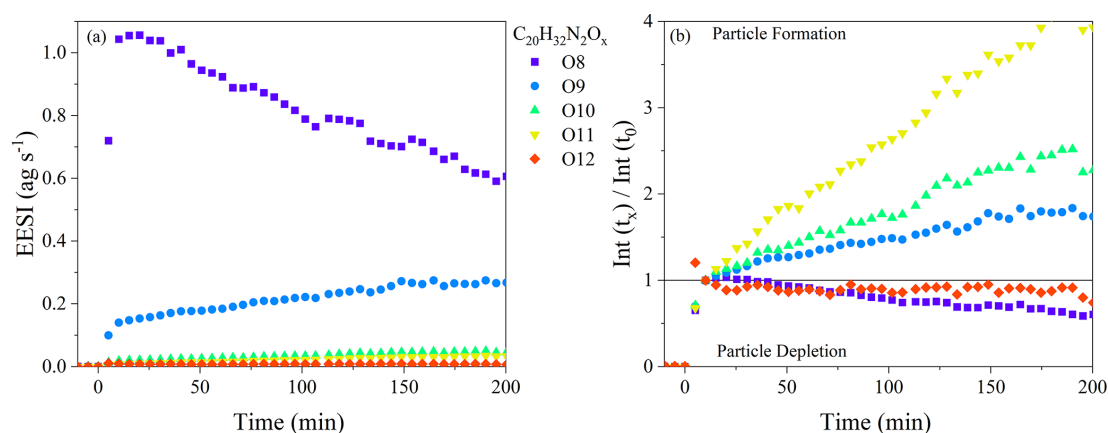 (a)
EESI (ag s⁻¹)
1.0
0.8
0.6
0.4
0.2
0.0
0
50
100
150
200
Time (min)
C₂₀H₃₂N₂Oₓ
O8
O9
O10
O11
O12
(b)
Particle Formation
Int (tₓ) / Int (t₀)
4
3
2
1
0
Particle Depletion
0
50
100
150
200
Time (min)